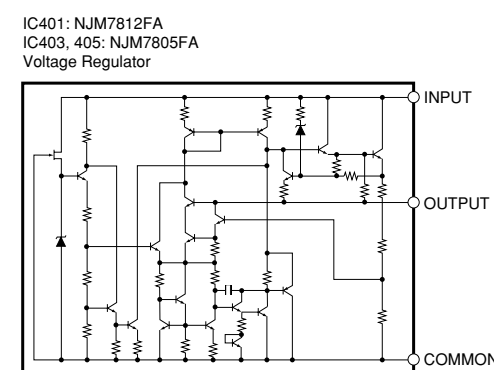 IC401: NJM7812FA
IC403, 405: NJM7805FA
Voltage Regulator
INPUT
OUTPUT
COMMON